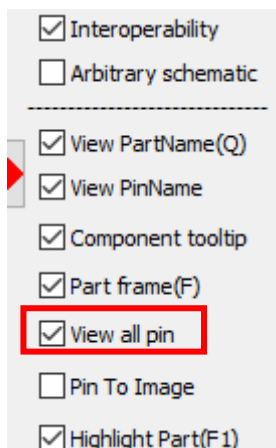 Interoperability
Arbitrary schematic
View PartName(Q)
View PinName
Component tooltip
Part frame(F)
View all pin
Pin To Image
Highlight Part(F1)